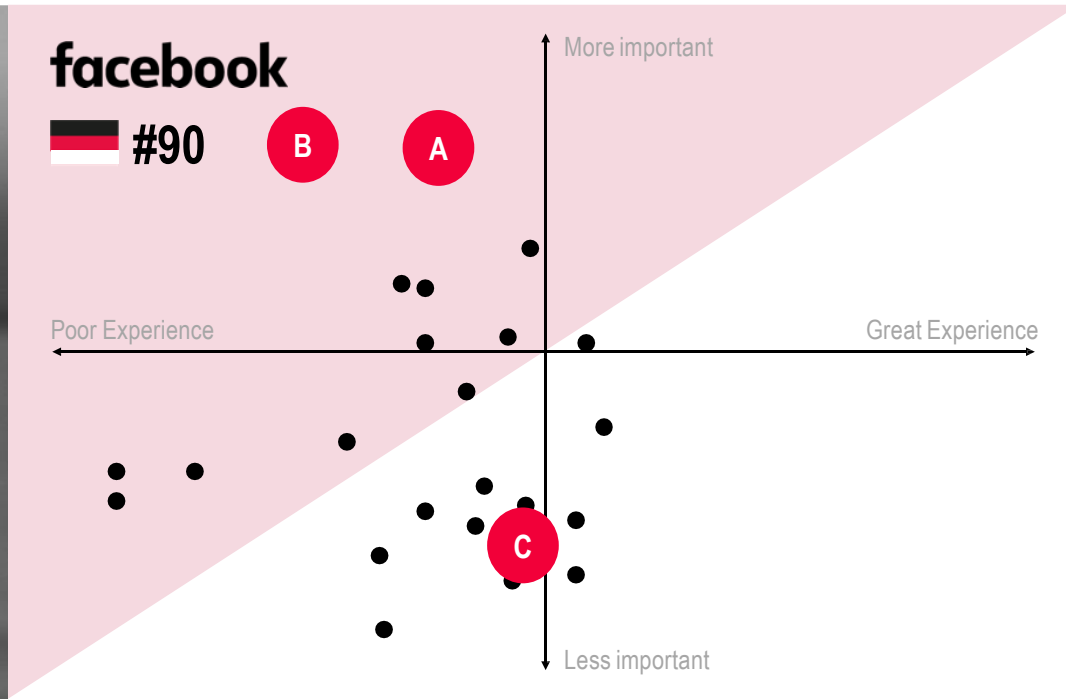 facebook
More important
#90
B
A
Poor Experience
Great Experience
C
Less important